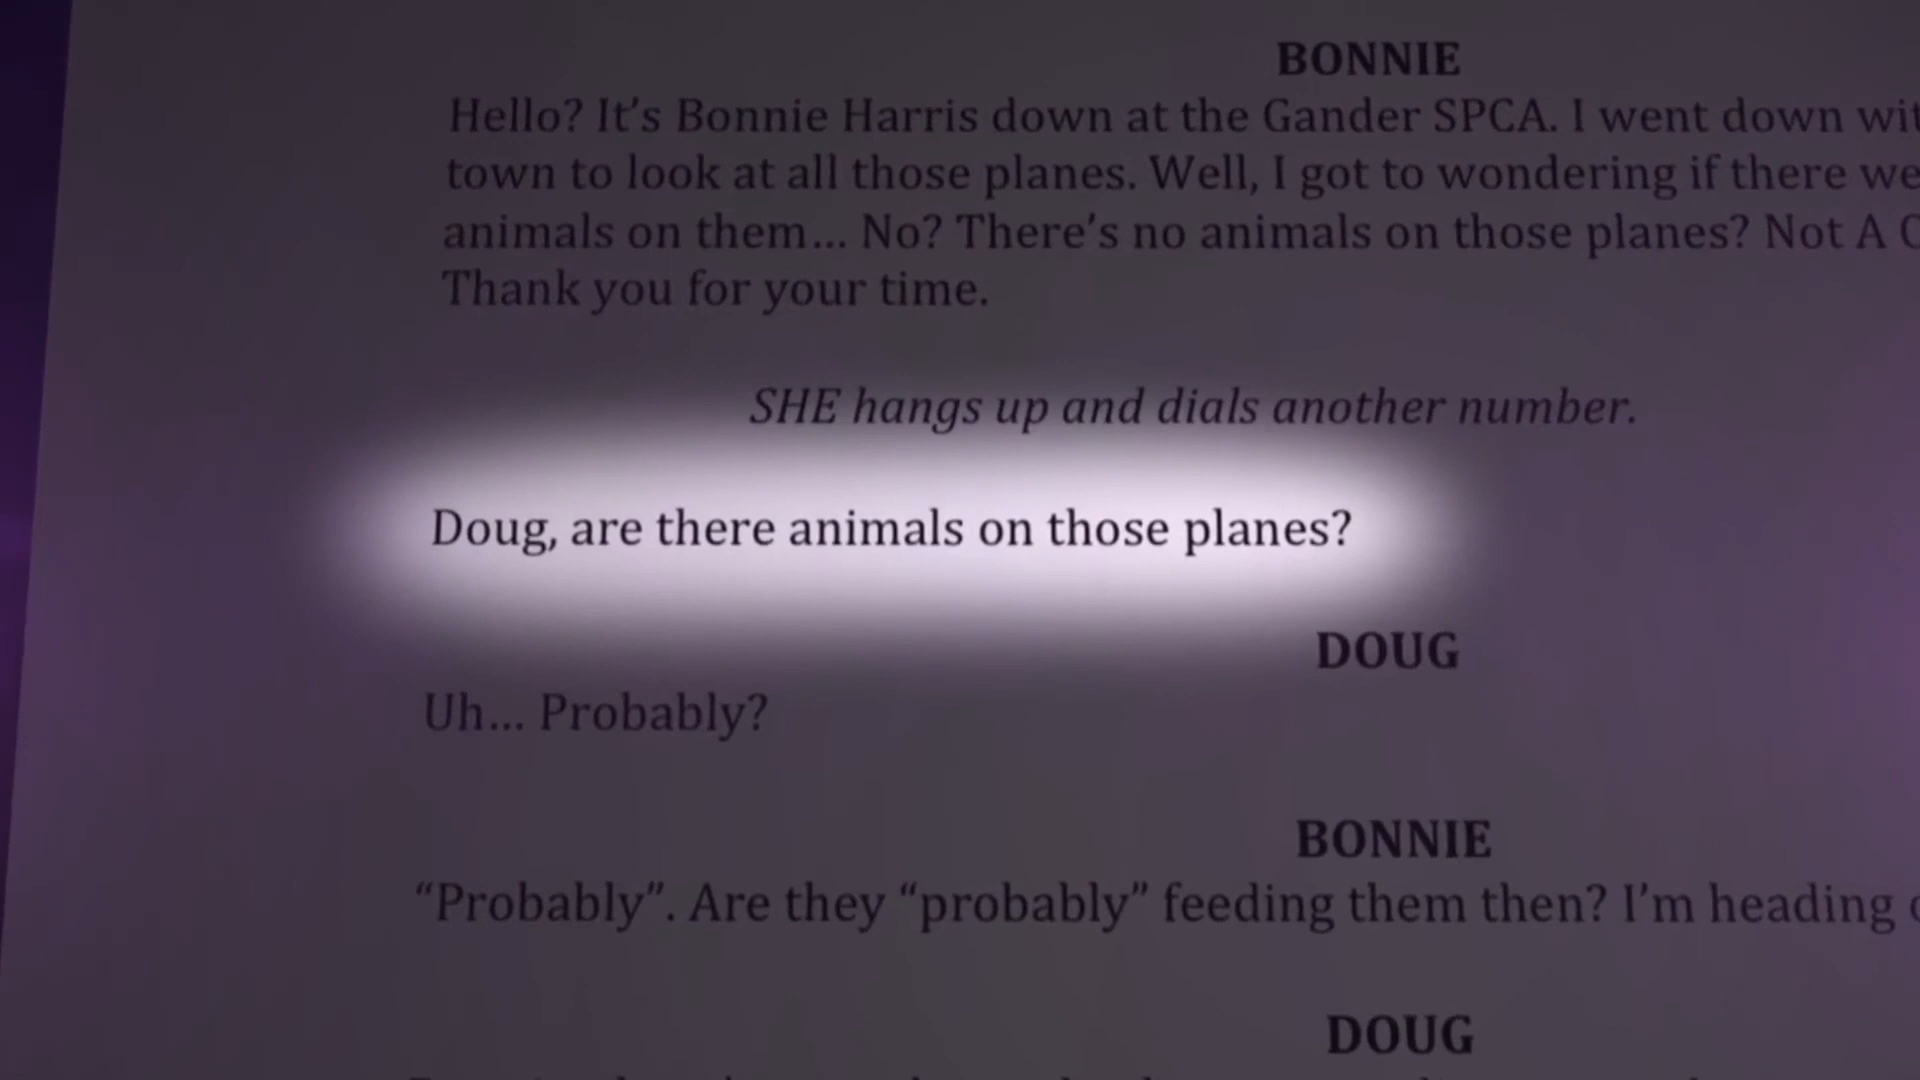 BONNIE
Hello? It’s Bonnie Harris down at the Gander SPCA. I went down
town to look at all those planes. Well, I got to wondering if there
animals on them... No? There’s no animals on those planes? Not A
Thank you for your time.
SHE hangs up and dials another number.
Doug, are there animals on those planes?
DOUG
Uh... Probably?
BONNIE
“Probably”. Are they “probably” feeding them then? I’m heading
DOUG